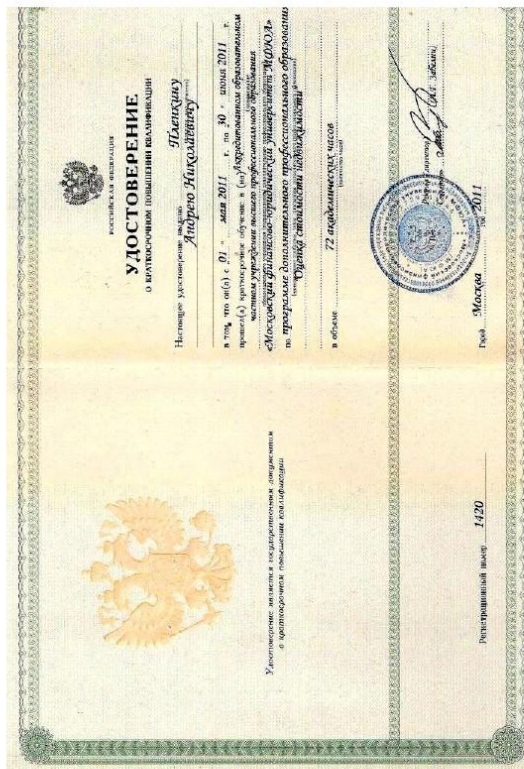 Удостоверение является государственным документом
о краткосрочном повышении квалификации
Регистрационный номер 1420
РОССИЙСКАЯ ФЕДЕРАЦИЯ
УДОСТОВЕРЕНИЕ
О КРАТКОСРОЧНОМ ПОВЫШЕНИИ КВАЛИФИКАЦИИ
Настоящее удостоверение выдано Пленкину
Андрею Николаевичу
в том, что он(а) с 01 " мая 2011 г. по 30 " июня 2011 г.
прошел(а) краткосрочное обучение в (на) Аккредитованном образовательном
частном учреждении высшего профессионального образования
«Московский финансово-юридический университет МФЮА»
по программе дополнительного профессионального образования
"Оценка стоимости недвижимости"
в объеме 72 академических часов
Город Москва 2011